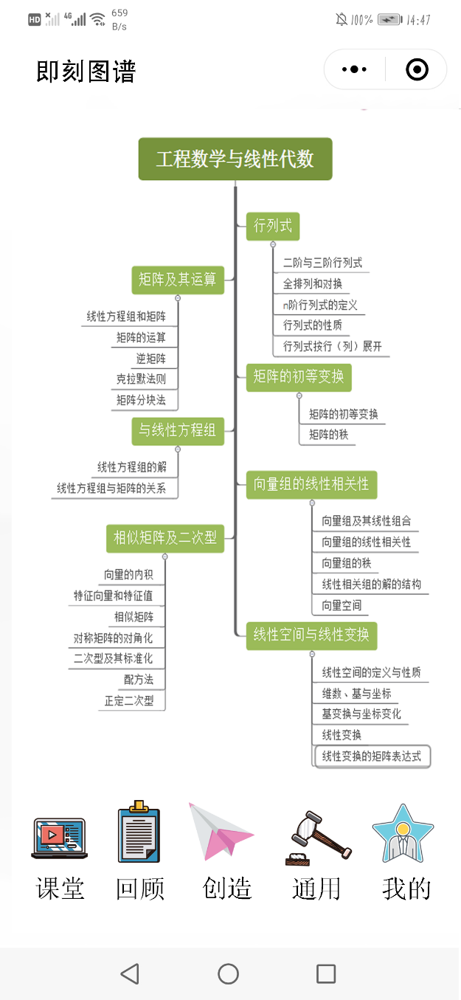 HD 4G 659 B/s 100% 14:47
即刻图谱
工程数学与线性代数
行列式
二阶与三阶行列式
全排列和对换
n阶行列式的定义
行列式的性质
行列式按行（列）展开
矩阵及其运算
线性方程组和矩阵
矩阵的运算
逆矩阵
克拉默法则
矩阵分块法
矩阵的初等变换
矩阵的初等变换
矩阵的秩
与线性方程组
线性方程组的解
线性方程组与矩阵的关系
向量组的线性相关性
向量组及其线性组合
向量组的线性相关性
向量组的秩
线性相关组的解的结构
向量空间
相似矩阵及二次型
向量的内积
特征向量和特征值
相似矩阵
对称矩阵的对角化
二次型及其标准化
配方法
正定二次型
线性空间与线性变换
线性空间的定义与性质
维数、基与坐标
基变换与坐标变化
线性变换
线性变换的矩阵表达式
课堂 回顾 创造 通用 我的